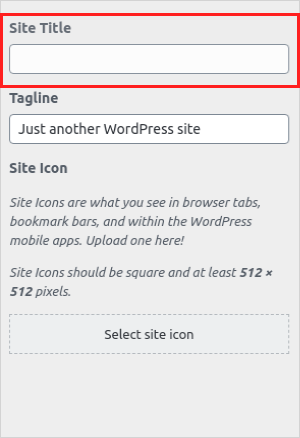 Site Title
Tagline
Just another WordPress site
Site Icon
Site Icons are what you see in browser tabs,
bookmark bars, and within the WordPress
mobile apps. Upload one here!
Site Icons should be square and at least 512 ×
512 pixels.
Select site icon